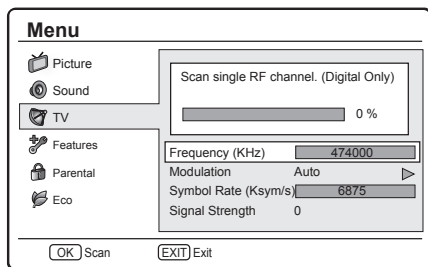 Menu
Picture
Sound
TV
Features
Parental
Eco
Scan single RF channel. (Digital Only)
0 %
Frequency (KHz) 474000
Modulation Auto
Symbol Rate (Ksym/s) 6875
Signal Strength 0
OK Scan EXIT Exit